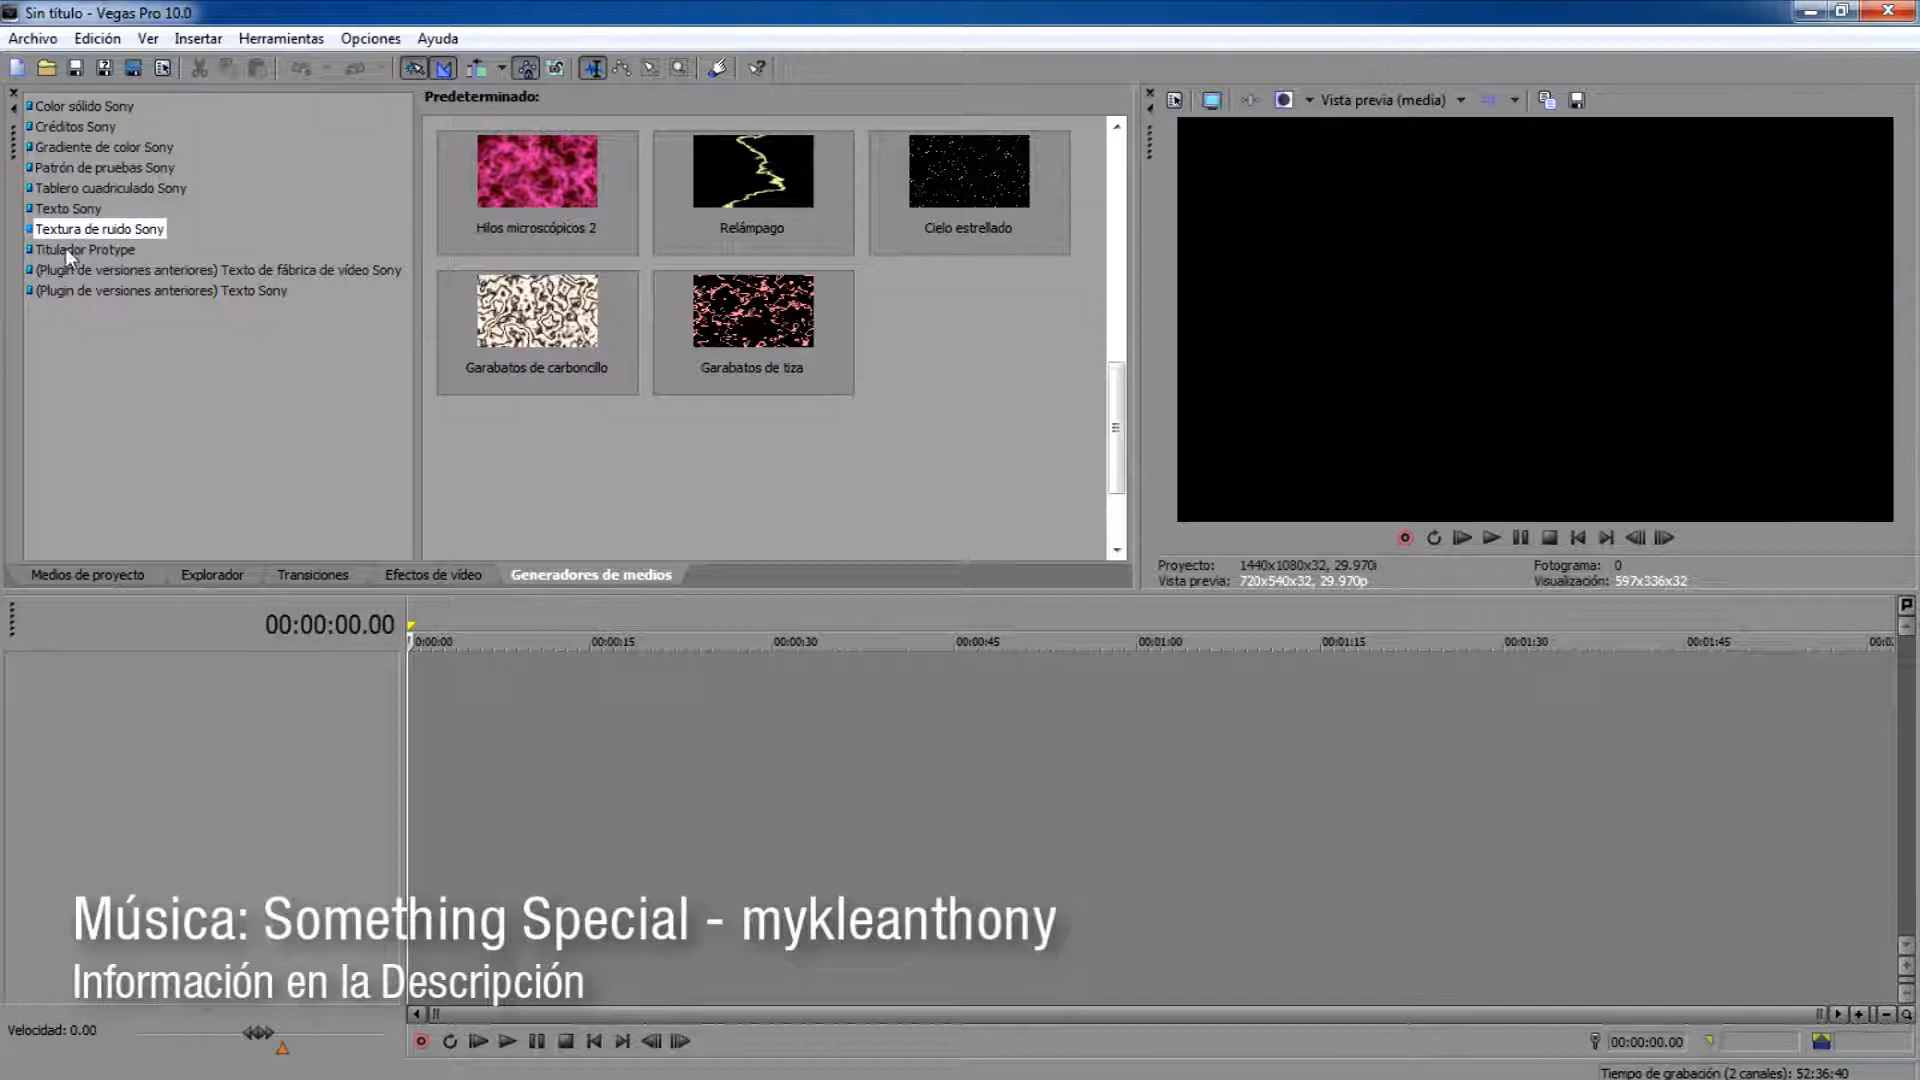 Sin título - Vegas Pro 10.0
Archivo Edición Ver Insertar Herramientas Opciones Ayuda
Color sólido Sony
Créditos Sony
Gradiente de color Sony
Patrón de pruebas Sony
Tablero cuadriculado Sony
Texto Sony
Textura de ruido Sony
Titulador Protype
(Plugin de versiones anteriores) Texto de fábrica de vídeo Sony
(Plugin de versiones anteriores) Texto Sony
Predeterminado:
Hilos microscópicos 2
Relámpago
Cielo estrellado
Garabatos de carboncillo
Garabatos de tiza
Vista previa (media)
Medios de proyecto Explorador Transiciones Efectos de vídeo Generadores de medios
Proyecto: 1440x1080x32, 29.970i
Vista previa: 720x540x32, 29.970p
Fotograma: 0
Visualización: 597x336x32
00:00:00.00
0:00:00 00:00:15 00:00:30 00:00:45 00:01:00 00:01:15 00:01:30 00:01:45
Música: Something Special - mykleanthony
Información en la Descripción
Velocidad: 0.00
00:00:00.00
Tiempo de grabación (2 canales): 52:36:40